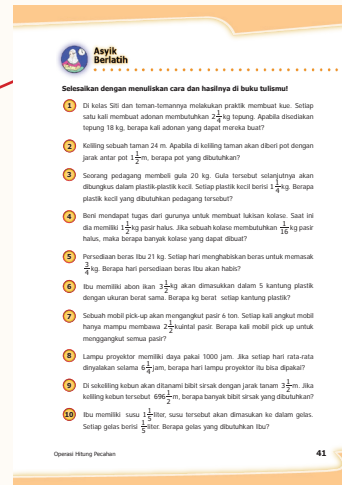 Asyik
Berlatih
Selesaikan dengan menuliskan cara dan hasilnya di buku tulismu!
1 Di kelas Siti dan teman-temannya melakukan praktik membuat kue. Setiap
satu kali membuat adonan membutuhkan 2 1/4 kg tepung. Apabila disediakan
tepung 18 kg, berapa kali adonan yang dapat mereka buat?
2 Keliling sebuah taman 24 m. Apabila di keliling taman akan diberi pot dengan
jarak antar pot 1 1/2 m, berapa pot yang dibutuhkan?
3 Seorang pedagang membeli gula 20 kg. Gula tersebut selanjutnya akan
dibungkus dalam plastik-plastik kecil. Setiap plastik kecil berisi 1 1/4 kg. Berapa
plastik kecil yang dibutuhkan pedagang tersebut?
4 Beni mendapat tugas dari gurunya untuk membuat lukisan kolase. Saat ini
dia memiliki 1 1/2 kg pasir halus. Jika sebuah kolase membutuhkan 1/16 kg pasir
halus, maka berapa banyak kolase yang dapat dibuat?
5 Persediaan beras Ibu 21 kg. Setiap hari menghabiskan beras untuk memasak
3/4 kg. Berapa hari persediaan beras Ibu akan habis?
6 Ibu memiliki abon ikan 3 1/2 kg akan dimasukkan dalam 5 kantung plastik
dengan ukuran berat sama. Berapa kg berat setiap kantung plastik?
7 Sebuah mobil pick-up akan mengangkut pasir 6 ton. Setiap kali angkut mobil
hanya mampu membawa 2 1/2 kuintal pasir. Berapa kali mobil pick up untuk
menggangkut semua pasir?
8 Lampu proyektor memiliki daya pakai 1000 jam. Jika setiap hari rata-rata
dinyalakan selama 6 1/4 jam, berapa hari lampu proyektor itu bisa dipakai?
9 Di sekeliling kebun akan ditanami bibit sirsak dengan jarak tanam 3 1/2 m. Jika
keliling kebun tersebut 696 1/2 m, berapa banyak bibit sirsak yang dibutuhkan?
10 Ibu memiliki susu 1 1/5 liter, susu tersebut akan dimasukan ke dalam gelas.
Setiap gelas berisi 1/5 liter. Berapa gelas yang dibutuhkan Ibu?
Operasi Hitung Pecahan 41